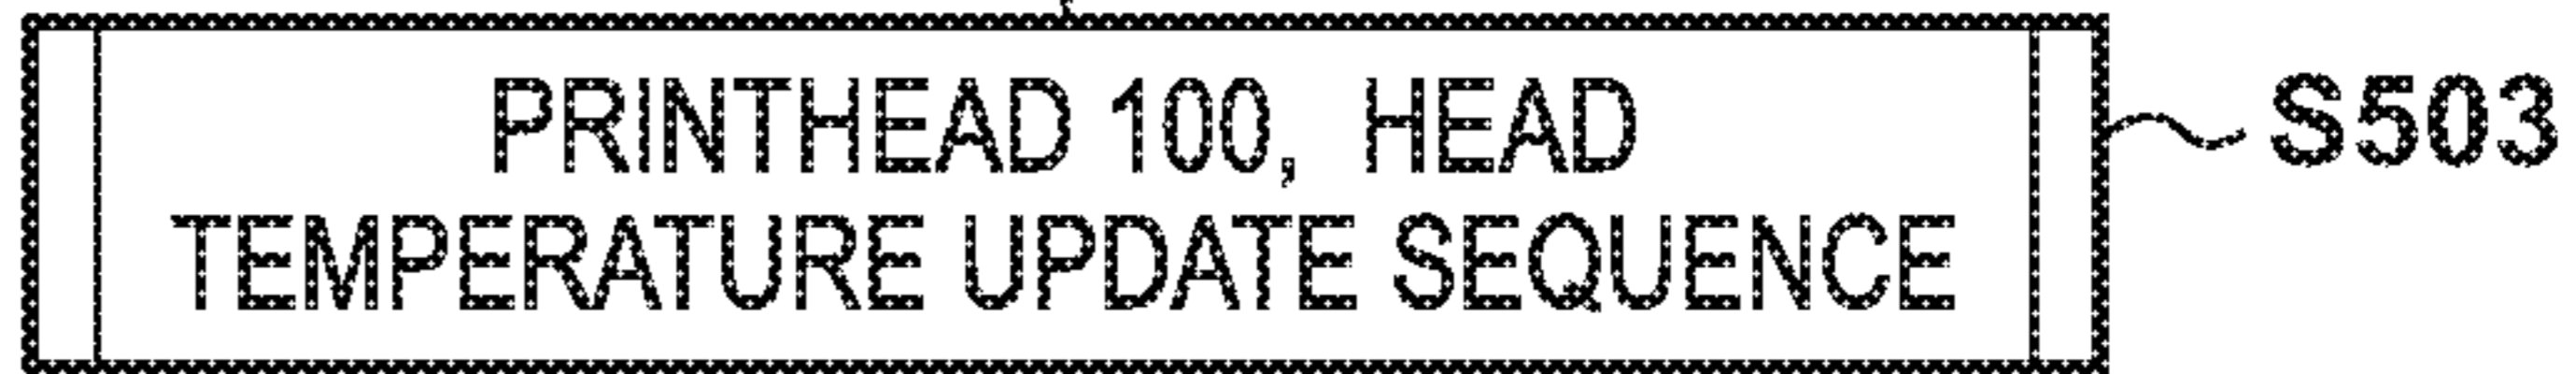 PRINTHEAD 100, HEAD
TEMPERATURE UPDATE SEQUENCE
S503